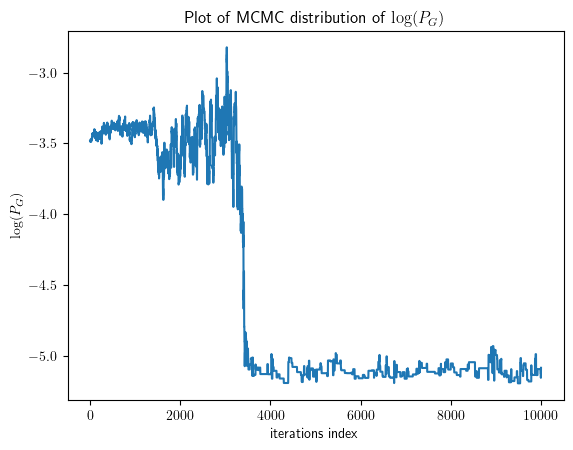 Plot of MCMC distribution of log(P_G)
log(P_G)
−3.0
−3.5
−4.0
−4.5
−5.0
0 2000 4000 6000 8000 10000
iterations index